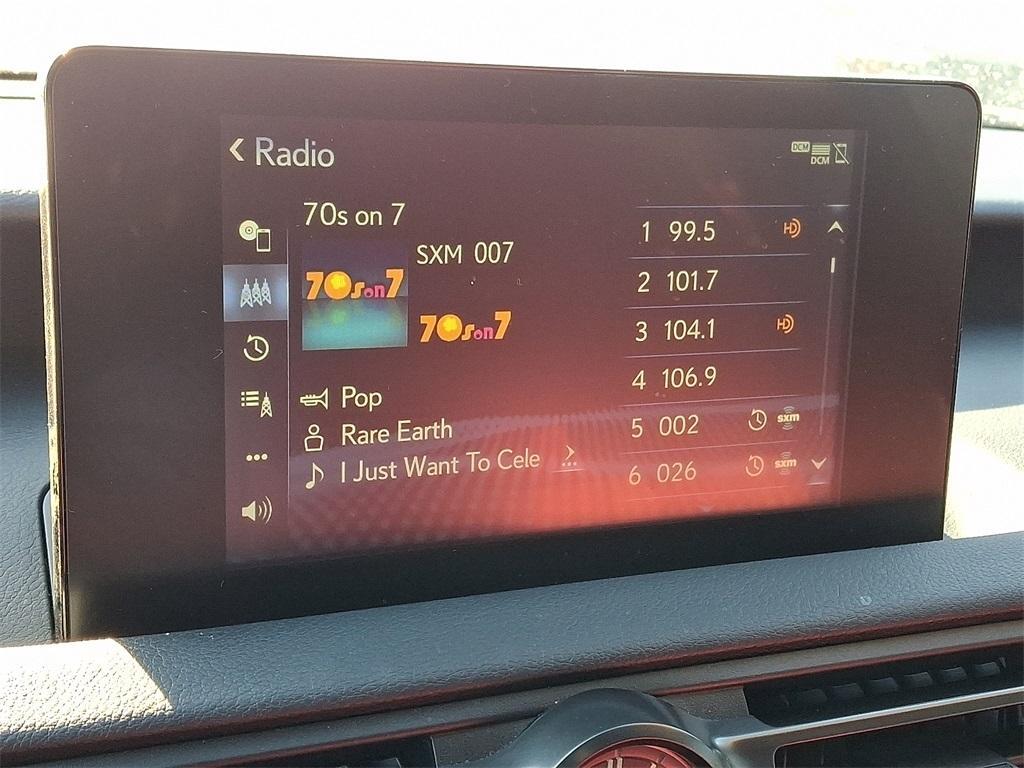 Radio
DCM
DCM
70s on 7
SXM 007
70s on 7
70s on 7
Pop
Rare Earth
I Just Want To Cele
1 99.5 HD
2 101.7
3 104.1 HD
4 106.9
5 002 sxm
6 026 sxm